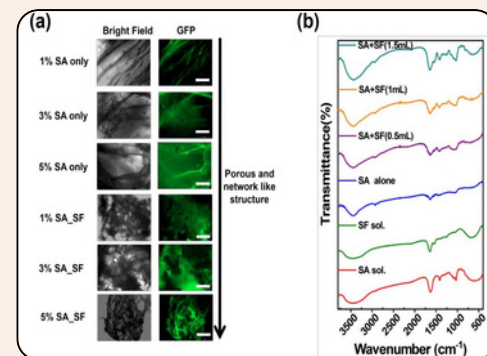 (a)
Bright Field GFP
1% SA only
3% SA only
5% SA only
1% SA_SF
3% SA_SF
5% SA_SF
Porous and
network like
structure
(b)
Transmittance(%)
SA+SF(1.5mL)
SA+SF(1mL)
SA+SF(0.5mL)
SA alone
SF sol.
SA sol.
3500 3000 2500 2000 1500 1000 500
Wavenumber (cm-1)